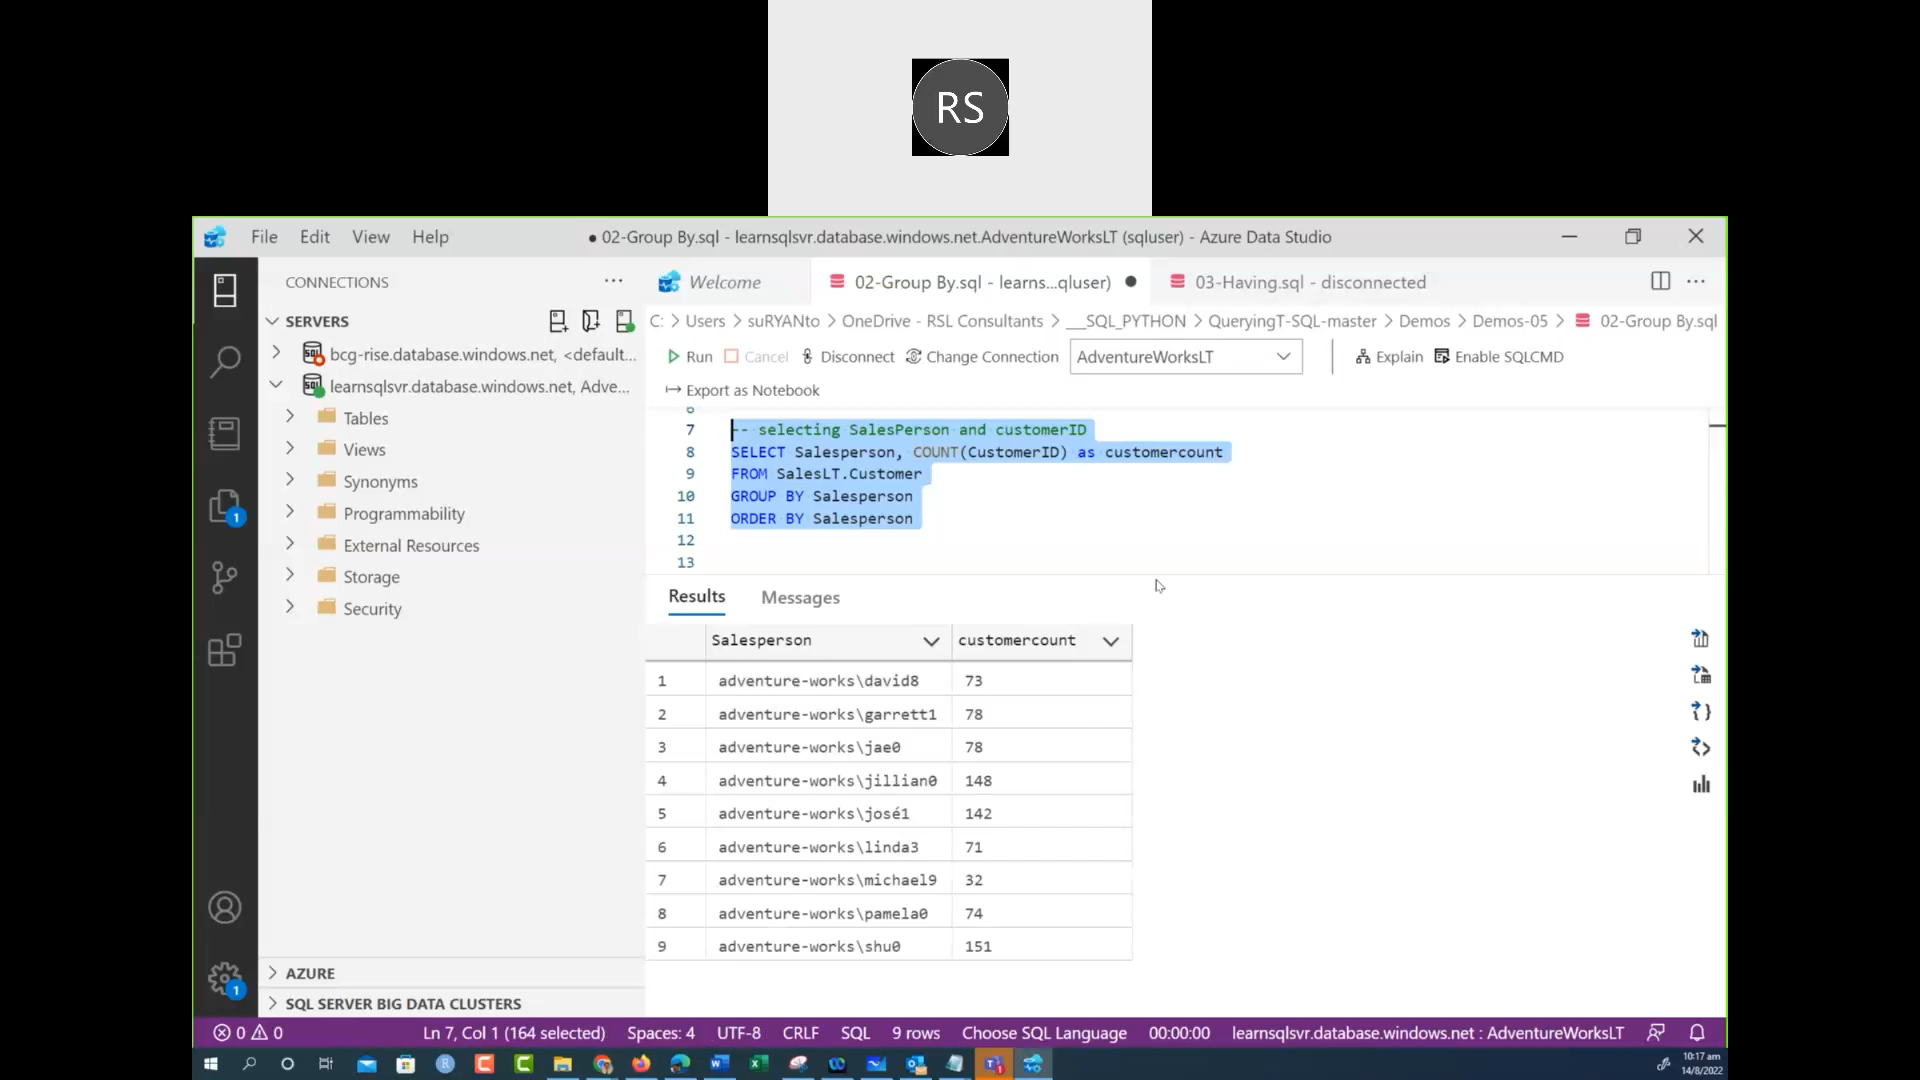 RS
File Edit View Help
● 02-Group By.sql - learnsqlsvr.database.windows.net.AdventureWorksLT (sqluser) - Azure Data Studio
CONNECTIONS
Welcome
02-Group By.sql - learns...qluser)
03-Having.sql - disconnected
SERVERS
C: > Users > suRYANto > OneDrive - RSL Consultants > __SQL_PYTHON > QueryingT-SQL-master > Demos > Demos-05 > 02-Group By.sql
bcg-rise.database.windows.net, <default...
learnsqlsvr.database.windows.net, Adve...
Tables
Views
Synonyms
Programmability
External Resources
Storage
Security
Run Cancel Disconnect Change Connection AdventureWorksLT Explain Enable SQLCMD
Export as Notebook
6
7 -- selecting SalesPerson and customerID
8 SELECT Salesperson, COUNT(CustomerID) as customercount
9 FROM SalesLT.Customer
10 GROUP BY Salesperson
11 ORDER BY Salesperson
12
13
Results Messages
Salesperson customercount
1 adventure-works\david8 73
2 adventure-works\garrett1 78
3 adventure-works\jae0 78
4 adventure-works\jillian0 148
5 adventure-works\josé1 142
6 adventure-works\linda3 71
7 adventure-works\michael9 32
8 adventure-works\pamela0 74
9 adventure-works\shu0 151
1
1
AZURE
SQL SERVER BIG DATA CLUSTERS
0 0 Ln 7, Col 1 (164 selected) Spaces: 4 UTF-8 CRLF SQL 9 rows Choose SQL Language 00:00:00 learnsqlsvr.database.windows.net : AdventureWorksLT
10:17 am
14/8/2022